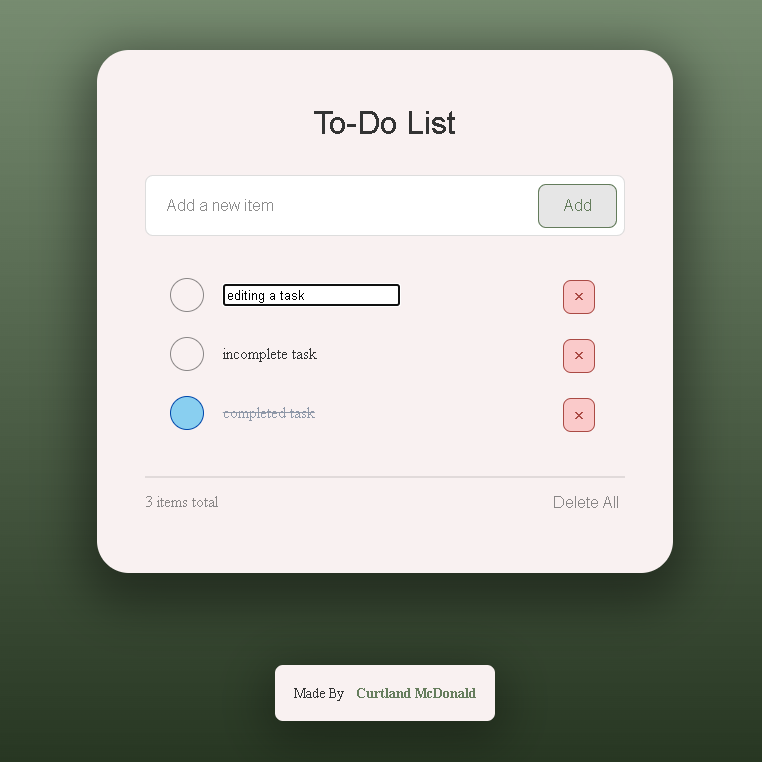 To-Do List
Add a new item Add
editing a task ×
incomplete task ×
completed task ×
3 items total Delete All
Made By Curtland McDonald